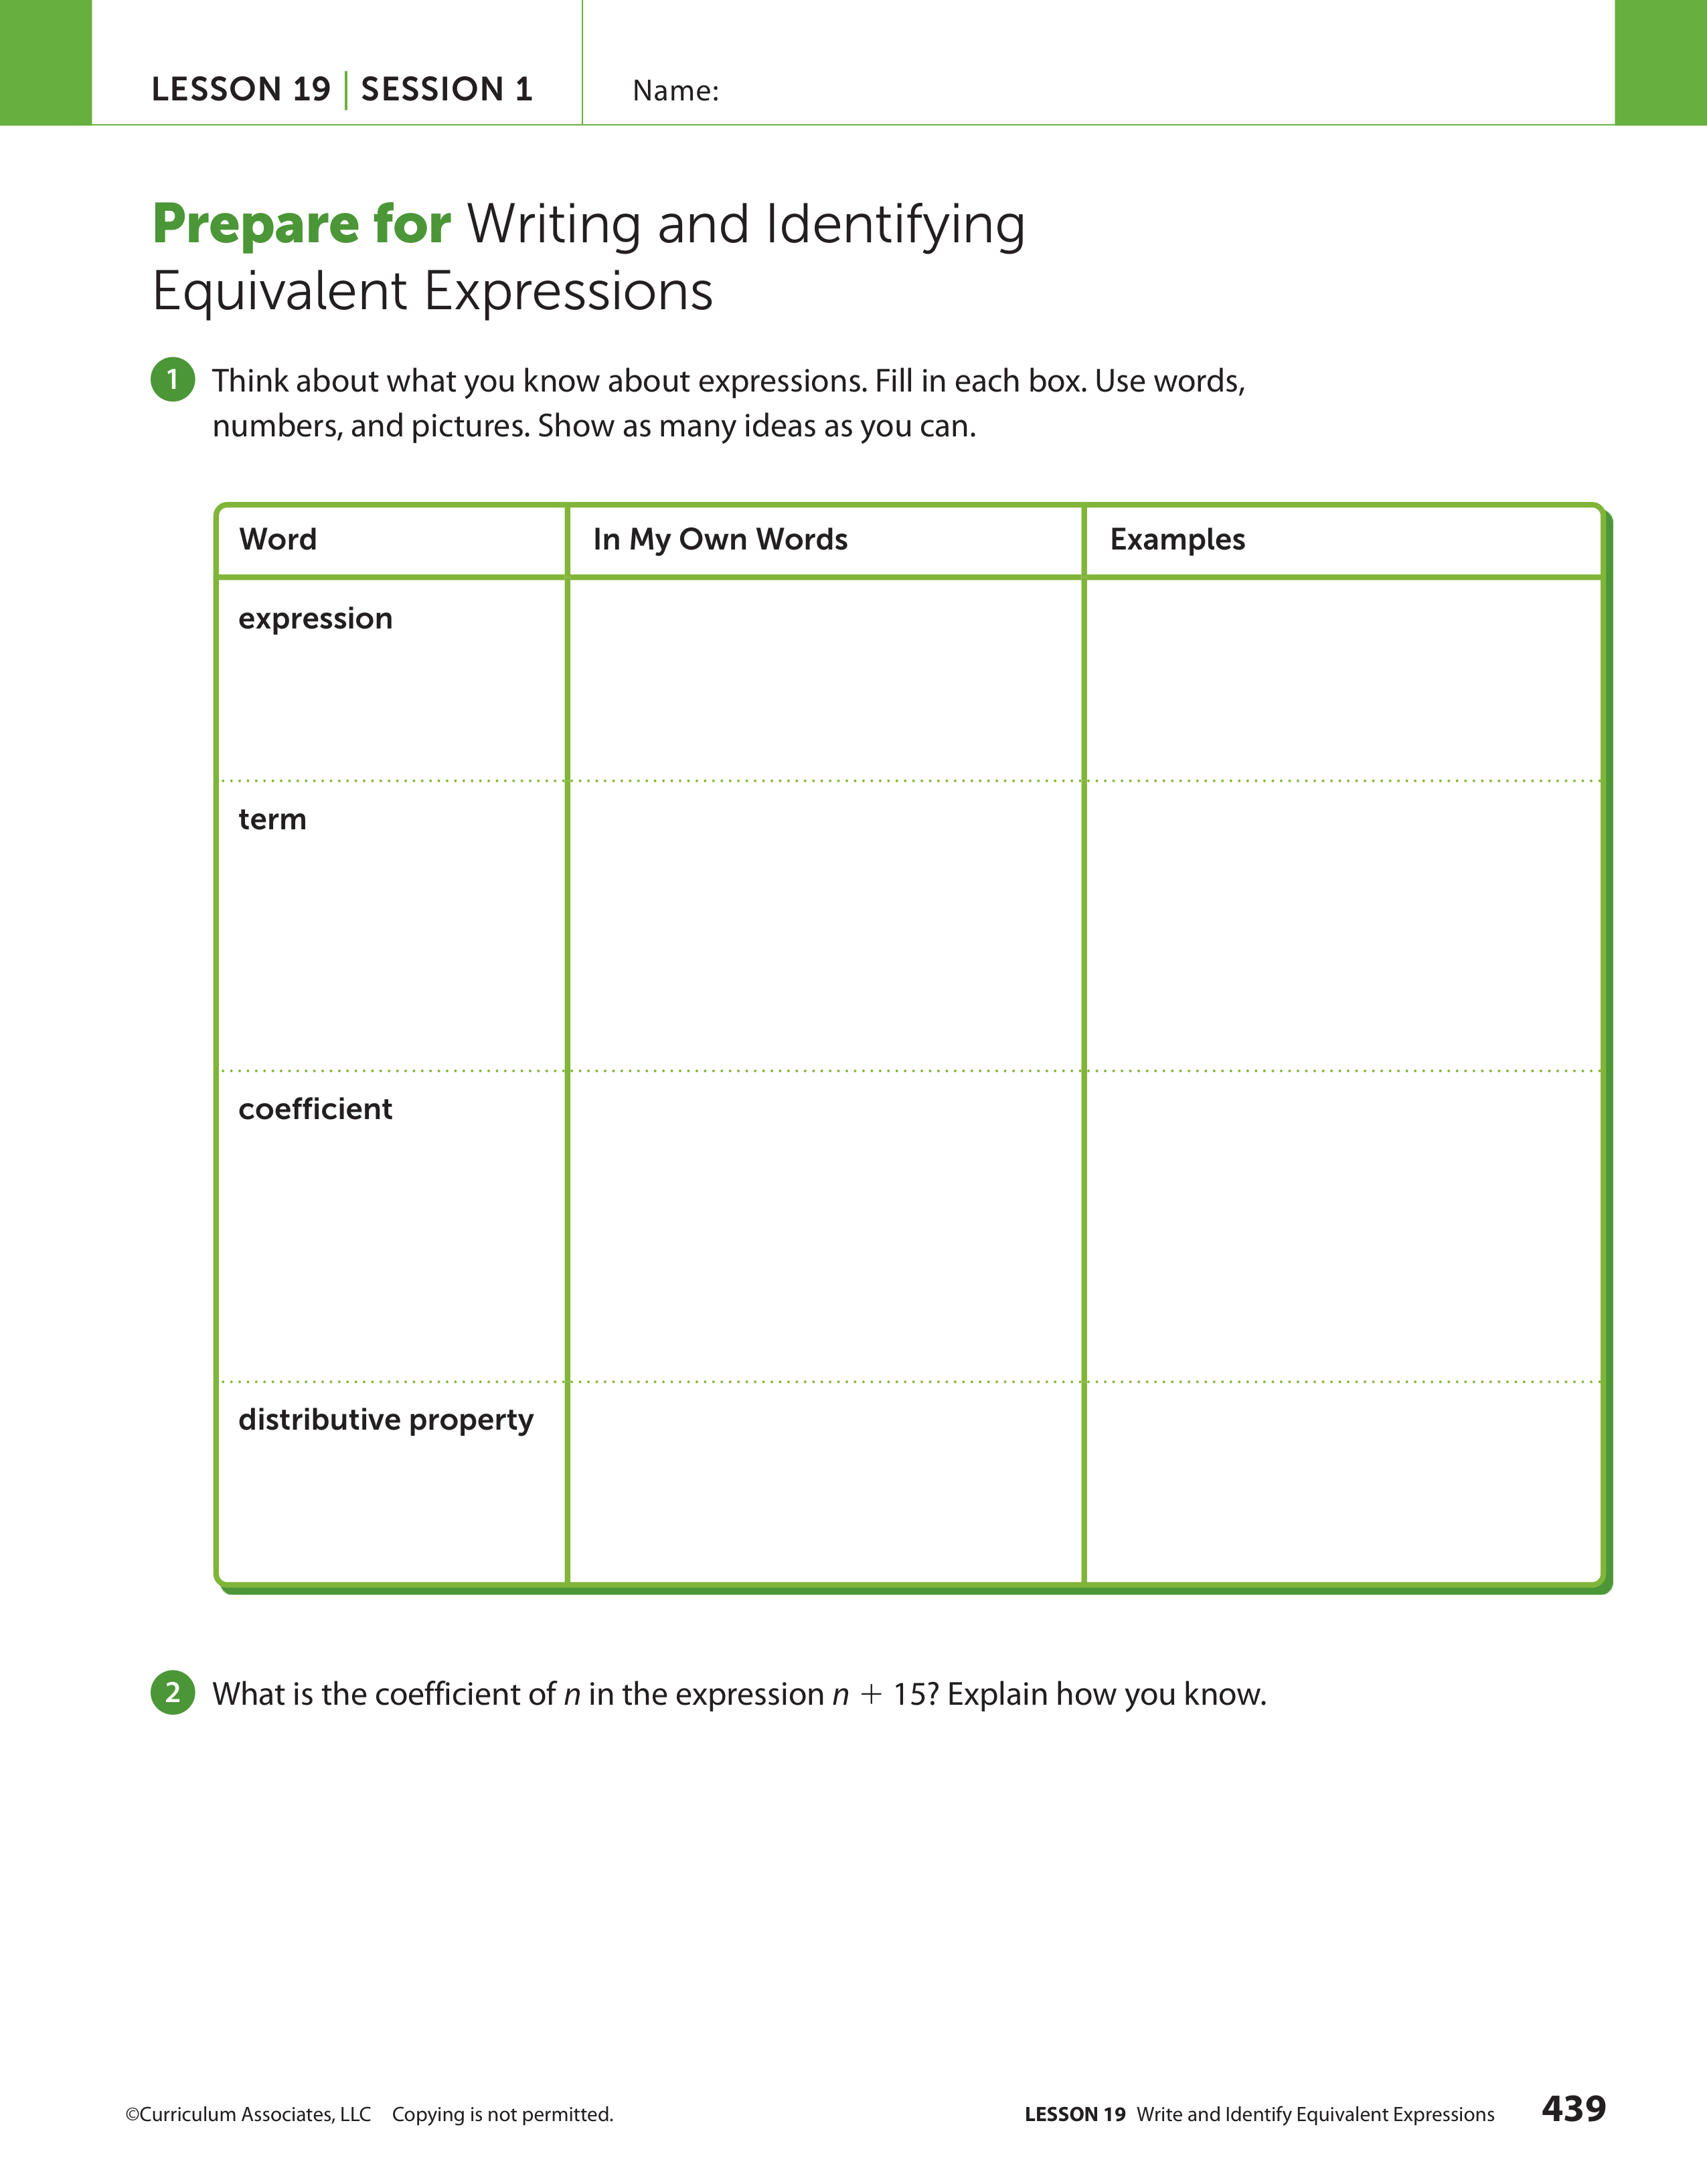 LESSON 19 | SESSION 1
Name:
Prepare for Writing and Identifying
Equivalent Expressions
1 Think about what you know about expressions. Fill in each box. Use words,
numbers, and pictures. Show as many ideas as you can.
Word In My Own Words Examples
expression
term
coefficient
distributive property
2 What is the coefficient of n in the expression n + 15? Explain how you know.
©Curriculum Associates, LLC Copying is not permitted.
LESSON 19 Write and Identify Equivalent Expressions 439